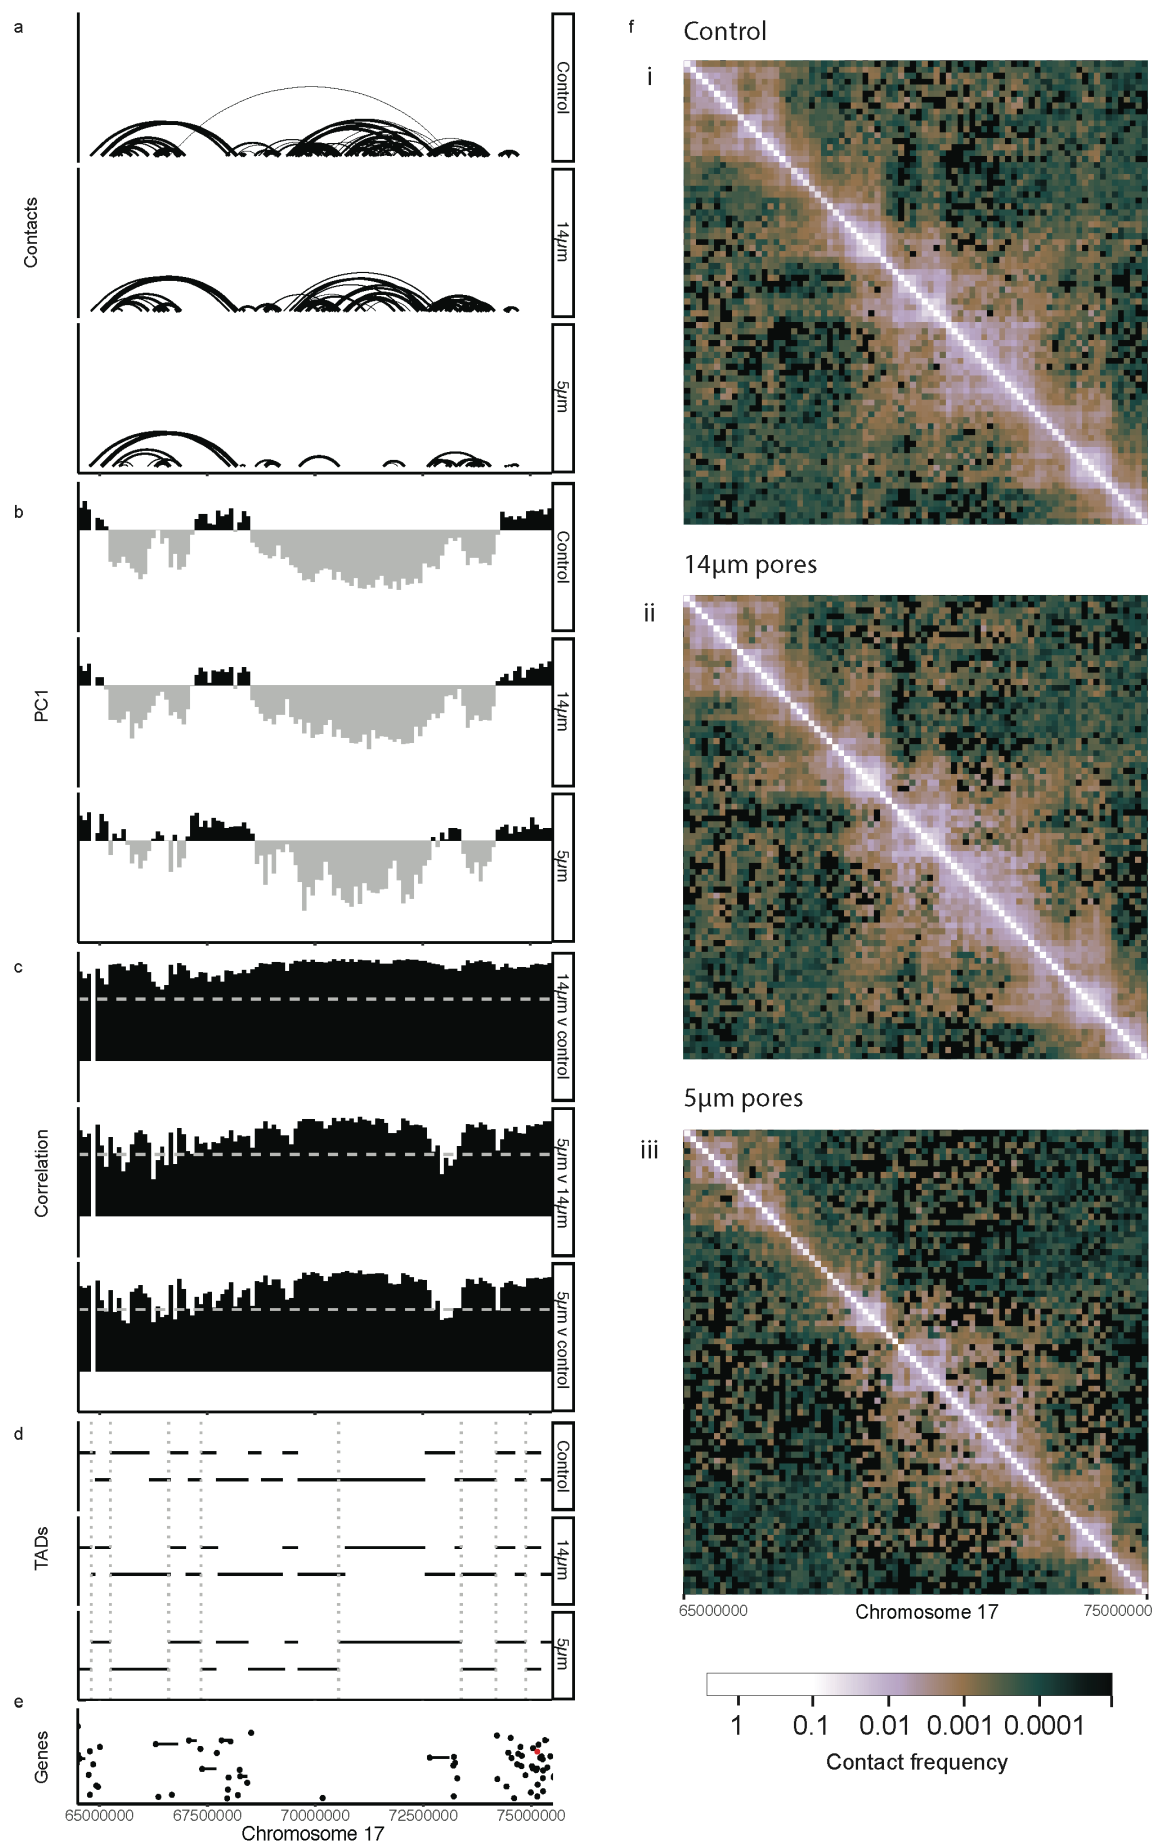 a
Contacts
Control
14µm
5µm
b
PC1
Control
14µm
5µm
c
Correlation
14µm v control
5µm v 14µm
5µm v control
d
TADs
Control
14µm
5µm
e
Genes
65000000 67500000 70000000 72500000 75000000
Chromosome 17
f
Control
i
14µm pores
ii
5µm pores
iii
65000000 Chromosome 17 75000000
1 0.1 0.01 0.001 0.0001
Contact frequency